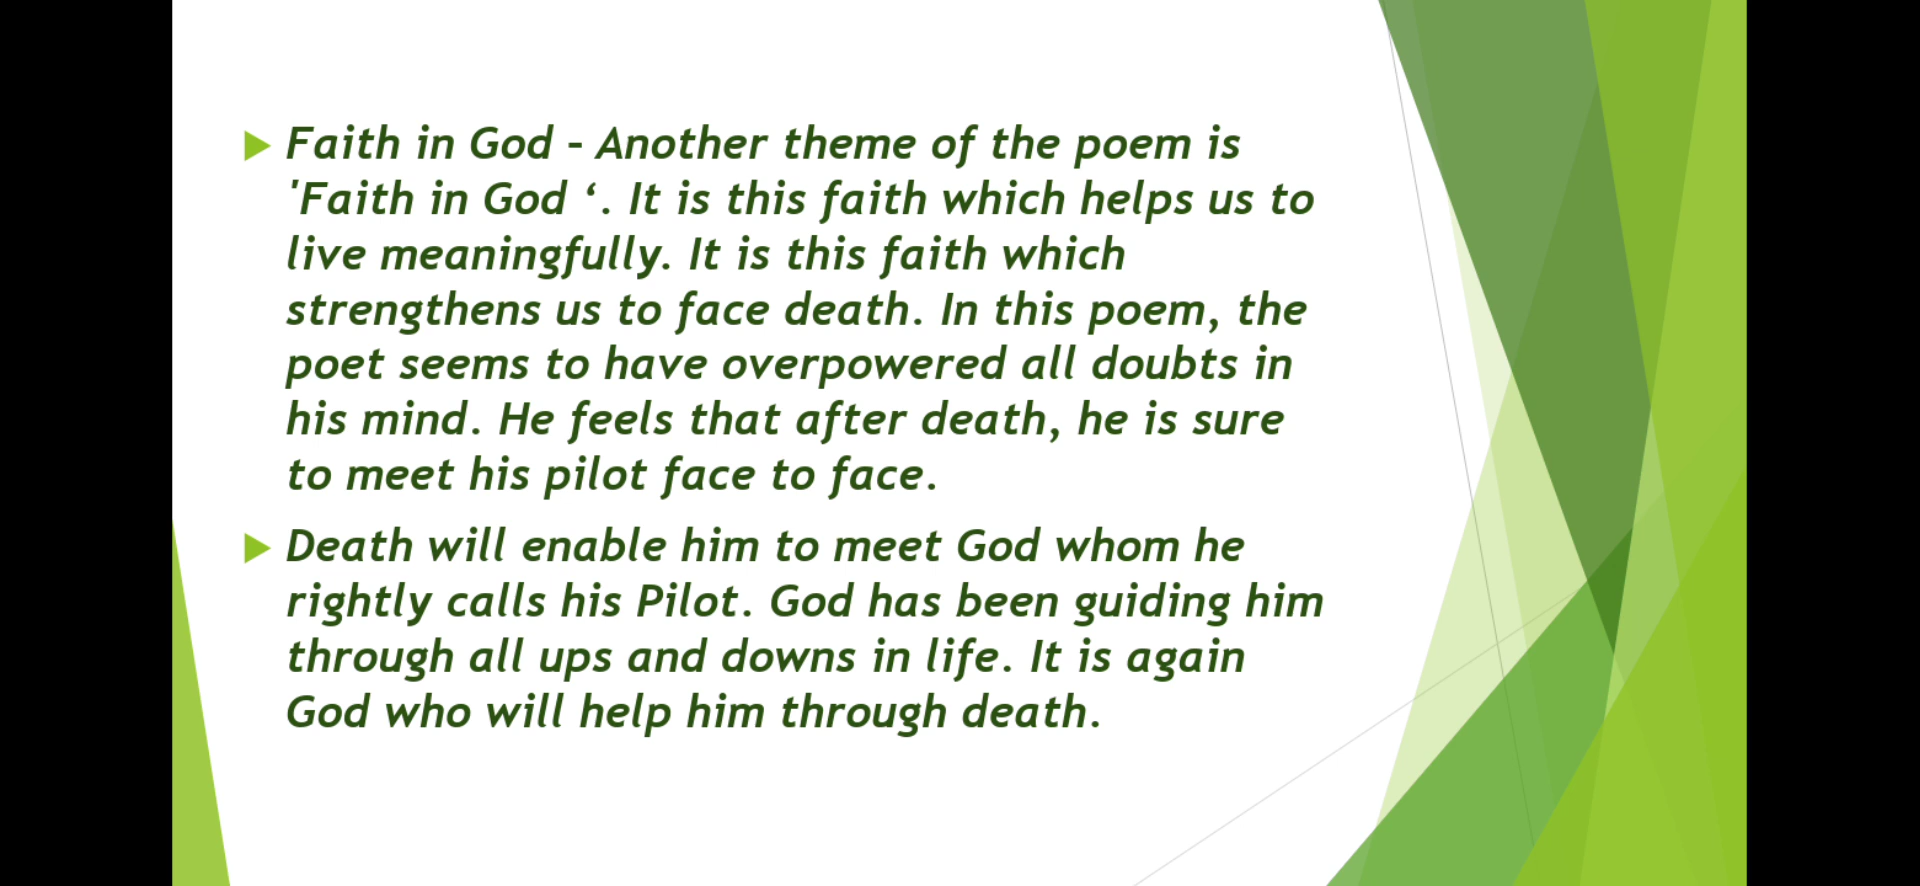 Faith in God – Another theme of the poem is
'Faith in God ‘. It is this faith which helps us to
live meaningfully. It is this faith which
strengthens us to face death. In this poem, the
poet seems to have overpowered all doubts in
his mind. He feels that after death, he is sure
to meet his pilot face to face.
Death will enable him to meet God whom he
rightly calls his Pilot. God has been guiding him
through all ups and downs in life. It is again
God who will help him through death.